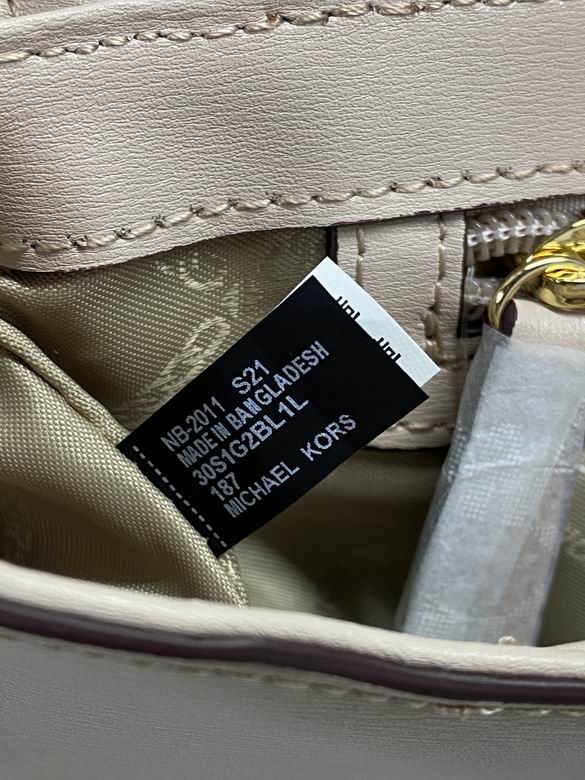 NB-2011 S21
MADE IN BANGLADESH
30S1G2BL1L
187
MICHAEL KORS